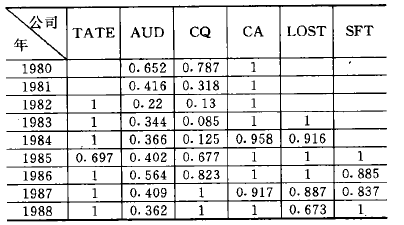 公司
年 TATE AUD CQ CA LOST SFT
1980 0.652 0.787 1
1981 0.416 0.318 1
1982 1 0.22 0.13 1
1983 1 0.344 0.085 1 1
1984 1 0.366 0.125 0.958 0.916
1985 0.697 0.402 0.677 1 1 1
1986 1 0.564 0.823 1 1 0.885
1987 1 0.409 1 0.917 0.887 0.837
1988 1 0.362 1 1 0.673 1